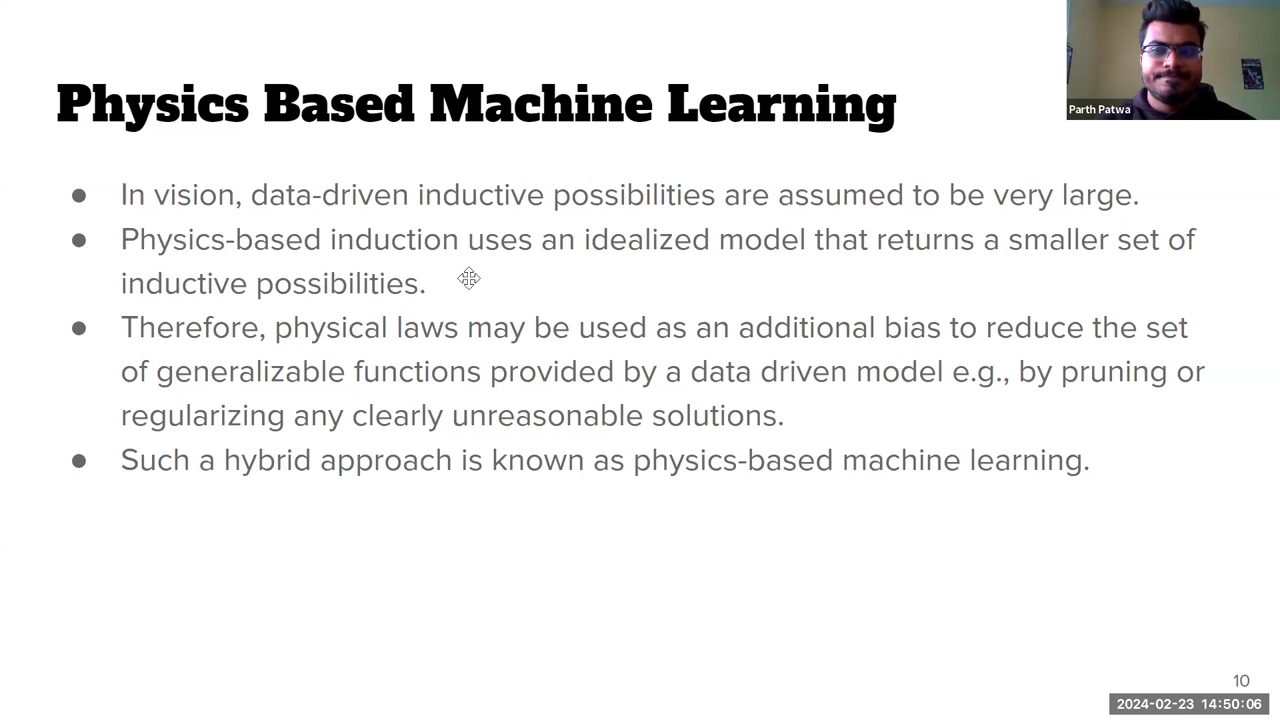 Physics Based Machine Learning
Parth Patwa
● In vision, data-driven inductive possibilities are assumed to be very large.
● Physics-based induction uses an idealized model that returns a smaller set of
inductive possibilities.
● Therefore, physical laws may be used as an additional bias to reduce the set
of generalizable functions provided by a data driven model e.g., by pruning or
regularizing any clearly unreasonable solutions.
● Such a hybrid approach is known as physics-based machine learning.
10
2024-02-23 14:50:06